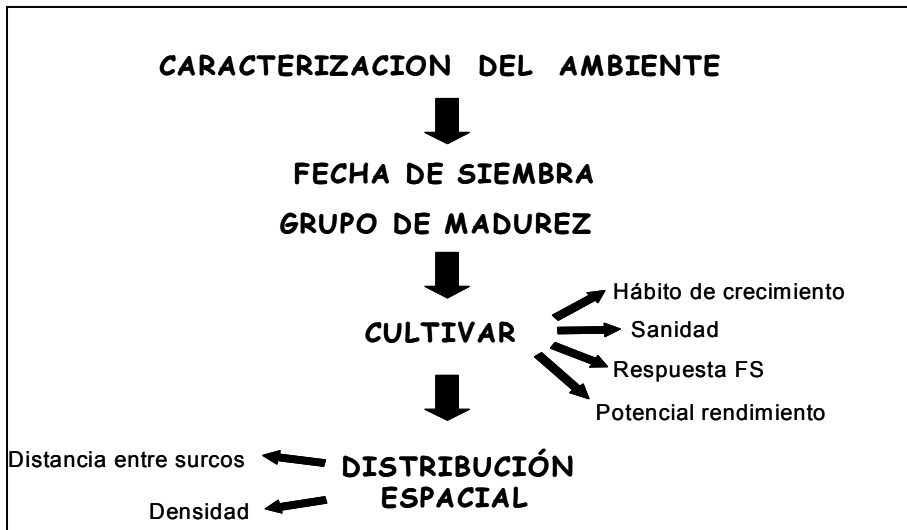 CARACTERIZACION DEL AMBIENTE
FECHA DE SIEMBRA
GRUPO DE MADUREZ
CULTIVAR
Hábito de crecimiento
Sanidad
Respuesta FS
Potencial rendimiento
DISTRIBUCIÓN
ESPACIAL
Distancia entre surcos
Densidad